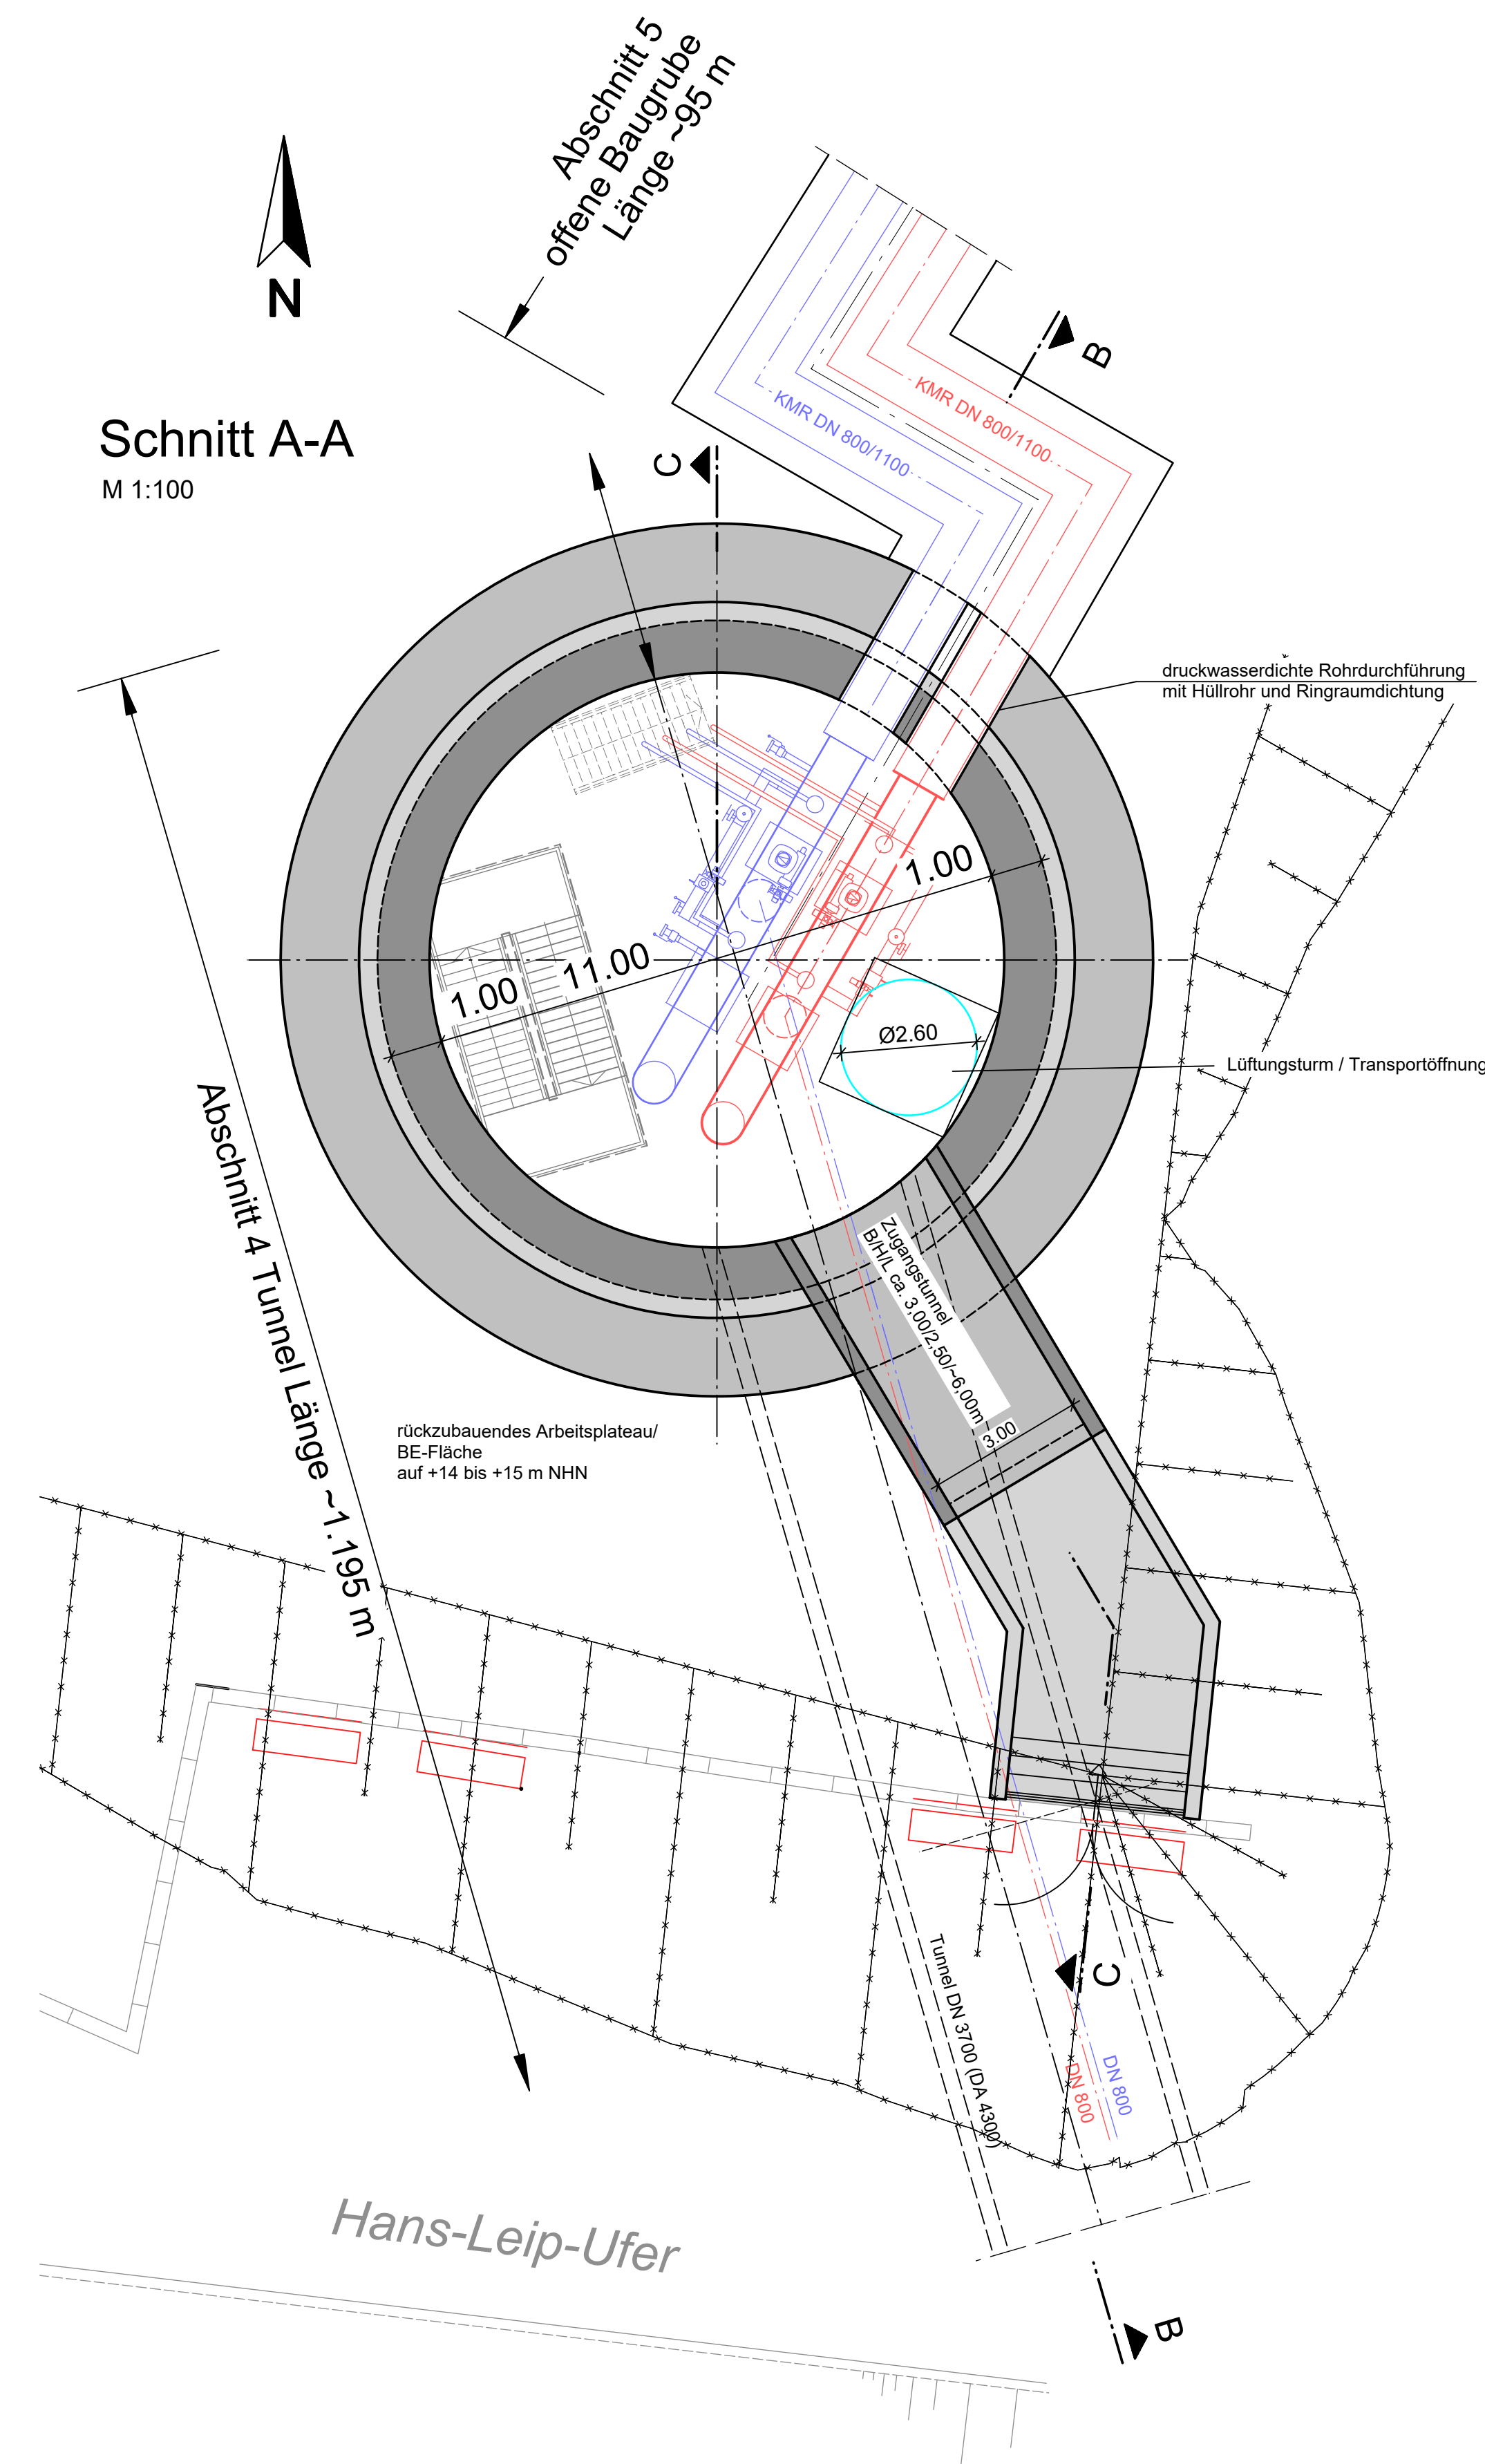 Abschnitt 5
offene Baugrube
Länge ~95 m
N
B
Schnitt A-A
M 1:100
KMR DN 800/1100
KMR DN 800/1100
C
druckwasserdichte Rohrdurchführung
mit Hüllrohr und Ringraumdichtung
1.00
11.00
1.00
Ø2.60
Lüftungsturm / Transportöffnung
Abschnitt 4 Tunnel Länge ~1.195 m
Zugangstunnel
B/H/L ca. 3,00/2,50/~6,00m
3.00
rückzubauendes Arbeitsplateau/
BE-Fläche
auf +14 bis +15 m NHN
C
Tunnel DN 3700 (DA 4300)
DN 800
DN 800
Hans-Leip-Ufer
B